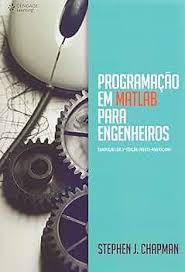 CENGAGE
Learning
PROGRAMAÇÃO
EM MATLAB
PARA
ENGENHEIROS
STEPHEN J. CHAPMAN